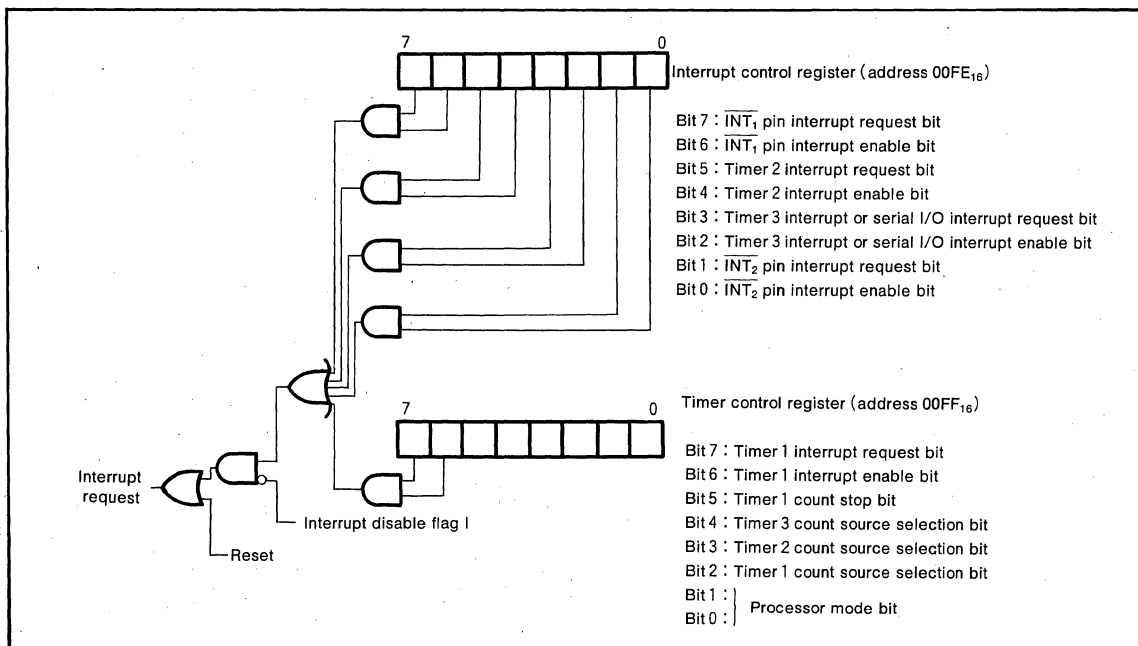 7 0
Interrupt control register (address 00FE₁₆)
Bit 7 : I̅N̅T̅₁̅ pin interrupt request bit
Bit 6 : I̅N̅T̅₁̅ pin interrupt enable bit
Bit 5 : Timer 2 interrupt request bit
Bit 4 : Timer 2 interrupt enable bit
Bit 3 : Timer 3 interrupt or serial I/O interrupt request bit
Bit 2 : Timer 3 interrupt or serial I/O interrupt enable bit
Bit 1 : I̅N̅T̅₂̅ pin interrupt request bit
Bit 0 : I̅N̅T̅₂̅ pin interrupt enable bit
7 0
Timer control register (address 00FF₁₆)
Bit 7 : Timer 1 interrupt request bit
Bit 6 : Timer 1 interrupt enable bit
Bit 5 : Timer 1 count stop bit
Bit 4 : Timer 3 count source selection bit
Bit 3 : Timer 2 count source selection bit
Bit 2 : Timer 1 count source selection bit
Bit 1 :
Bit 0 :
Processor mode bit
Interrupt
request
Interrupt disable flag I
Reset